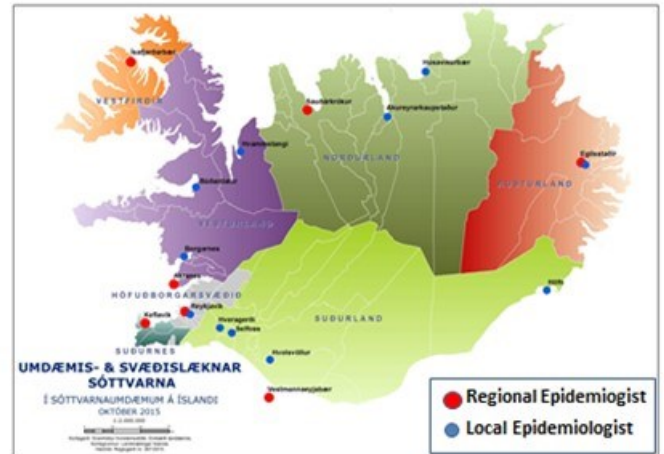 Ísafjarðarbær
VESTFIRÐIR
Húsavíkurbær
Sauðárkrókur
Akureyrarkaupstaður
Hvammstangi
NORÐURLAND
Egilsstaðir
AUSTURLAND
Búðardalur
VESTURLAND
Borgarnes
Akranes
HÖFUÐBORGARSVÆÐIÐ
Reykjavík
Keflavík
SUÐURNES
Hveragerði
Selfoss
SUÐURLAND
Höfn
Hvolsvöllur
Vestmannaeyjabær
UMDÆMIS- & SVÆÐISLÆKNAR
SÓTTVARNA
Í SÓTTVARNAUMDÆMUM Á ÍSLANDI
OKTÓBER 2015
Regional Epidemiogist
Local Epidemiologist